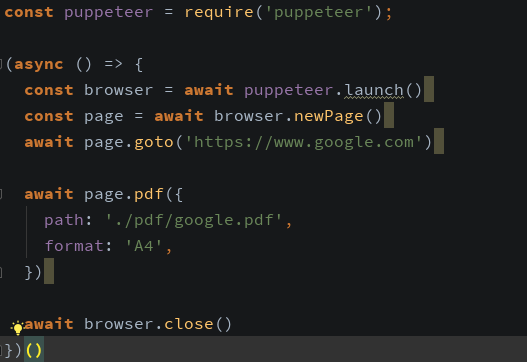 const puppeteer = require('puppeteer');
(async () => {
  const browser = await puppeteer.launch()
  const page = await browser.newPage()
  await page.goto('https://www.google.com')
  await page.pdf({
    path: './pdf/google.pdf',
    format: 'A4',
  })
  await browser.close()
})()